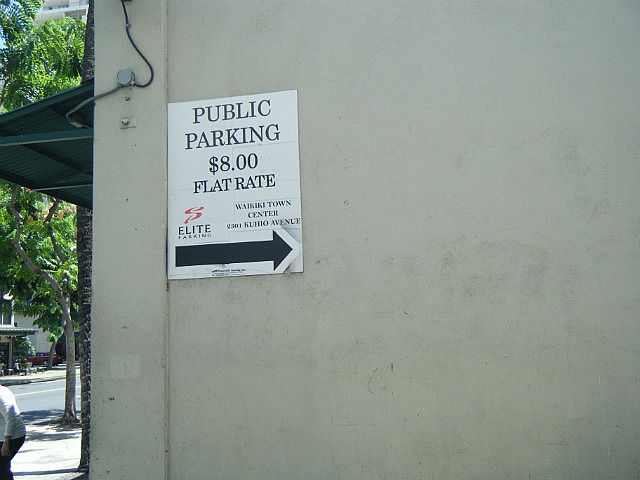 PUBLIC
PARKING
$8.00
FLAT RATE
WAIKIKI TOWN
CENTER
2301 KUHIO AVENUE
ELITE
PARKING